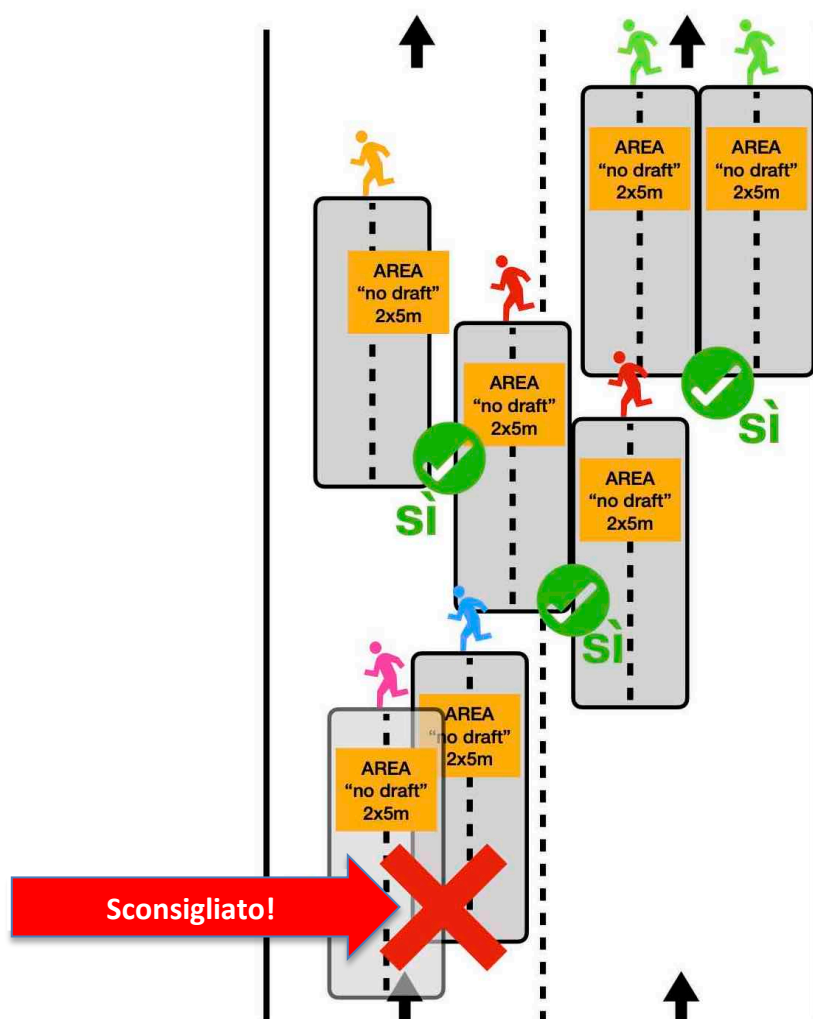 AREA
“no draft”
2x5m
AREA
“no draft”
2x5m
AREA
“no draft”
2x5m
AREA
“no draft”
2x5m
sì
AREA
“no draft”
2x5m
sì
sì
AREA
“no draft”
2x5m
AREA
“no draft”
2x5m
Sconsigliato!